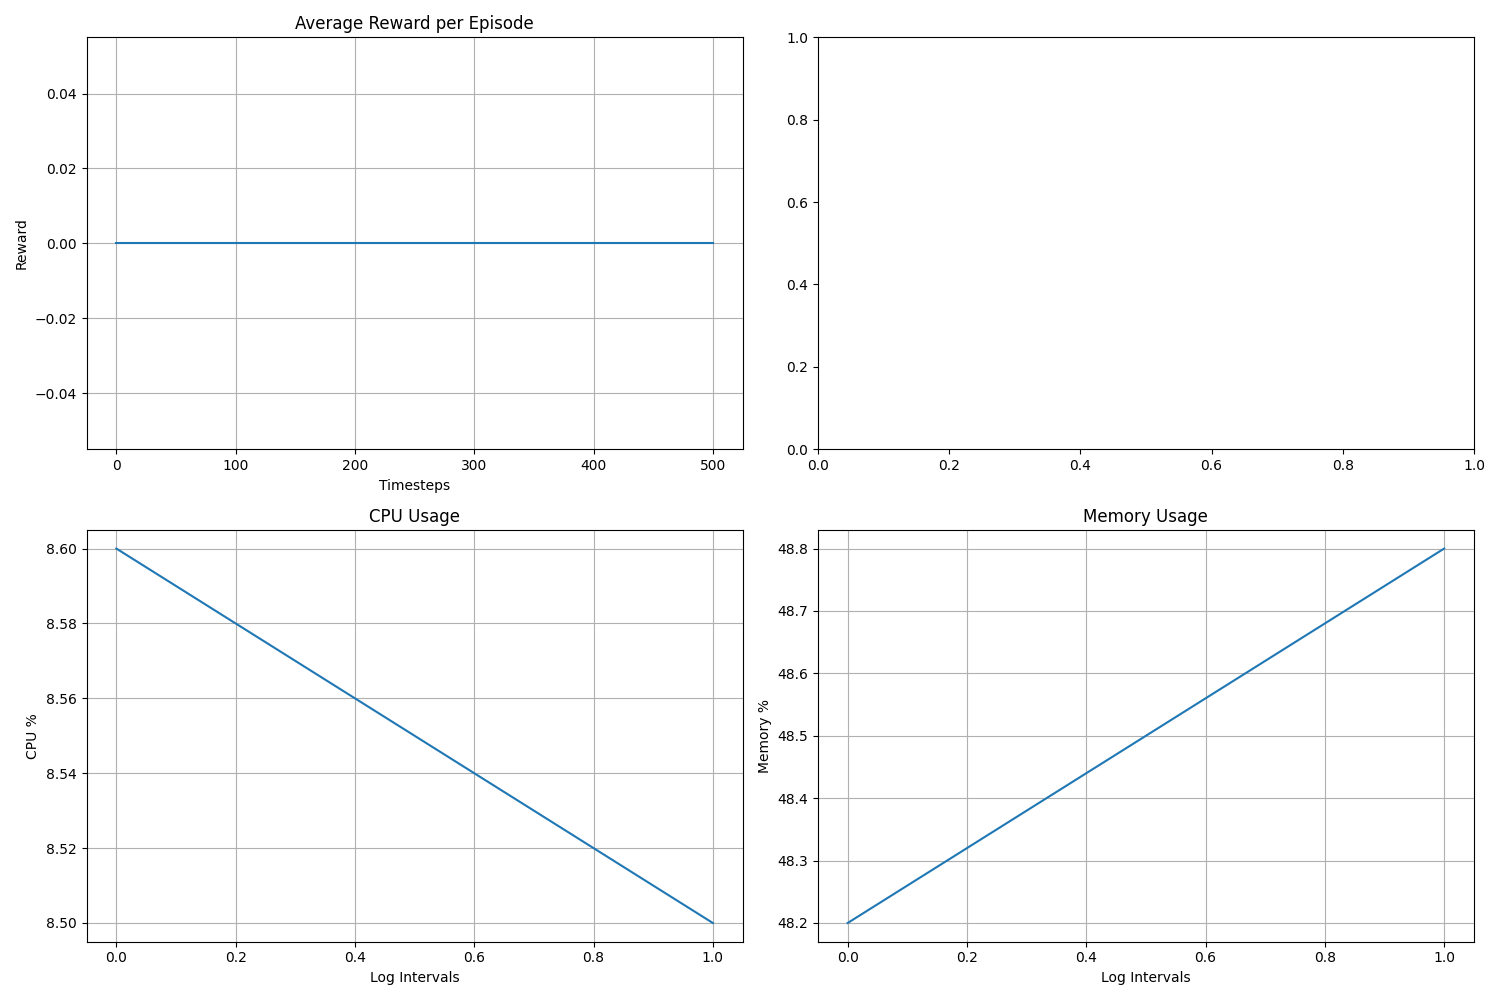 Average Reward per Episode
Reward
0.04
0.02
0.00
−0.02
−0.04
0 100 200 300 400 500
Timesteps
1.0
0.8
0.6
0.4
0.2
0.0
0.0 0.2 0.4 0.6 0.8 1.0
CPU Usage
CPU %
8.60
8.58
8.56
8.54
8.52
8.50
0.0 0.2 0.4 0.6 0.8 1.0
Log Intervals
Memory Usage
Memory %
48.8
48.7
48.6
48.5
48.4
48.3
48.2
0.0 0.2 0.4 0.6 0.8 1.0
Log Intervals